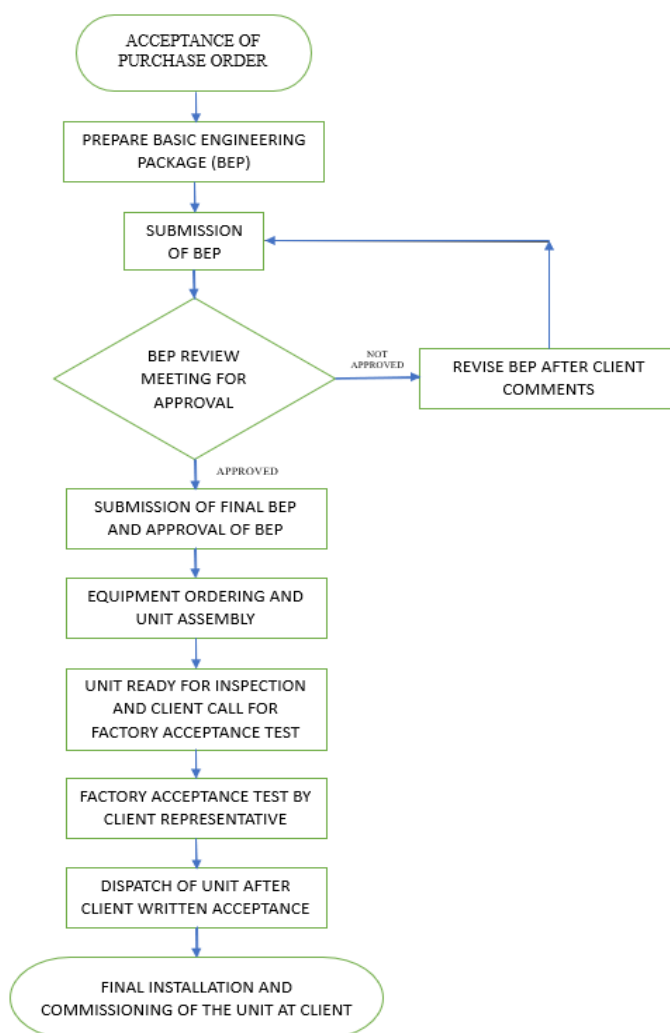 ACCEPTANCE OF
PURCHASE ORDER
PREPARE BASIC ENGINEERING
PACKAGE (BEP)
SUBMISSION
OF BEP
BEP REVIEW
MEETING FOR
APPROVAL
NOT
APPROVED
REVISE BEP AFTER CLIENT
COMMENTS
APPROVED
SUBMISSION OF FINAL BEP
AND APPROVAL OF BEP
EQUIPMENT ORDERING AND
UNIT ASSEMBLY
UNIT READY FOR INSPECTION
AND CLIENT CALL FOR
FACTORY ACCEPTANCE TEST
FACTORY ACCEPTANCE TEST BY
CLIENT REPRESENTATIVE
DISPATCH OF UNIT AFTER
CLIENT WRITTEN ACCEPTANCE
FINAL INSTALLATION AND
COMMISSIONING OF THE UNIT AT CLIENT